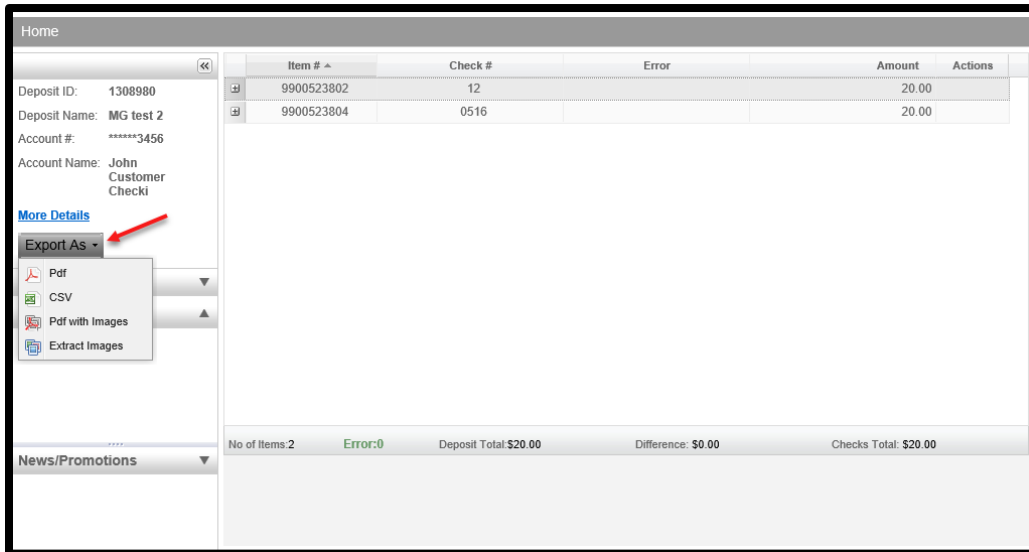 Home
Item # Check # Error Amount Actions
Deposit ID: 1308980
Deposit Name: MG test 2
Account #: ******3456
Account Name: John
Customer
Checki
More Details
Export As
Pdf
CSV
Pdf with Images
Extract Images
News/Promotions
9900523802 12 20.00
9900523804 0516 20.00
No of Items:2 Error:0 Deposit Total:$20.00 Difference: $0.00 Checks Total: $20.00